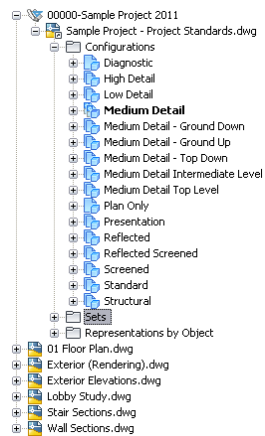 00000-Sample Project 2011
Sample Project - Project Standards.dwg
Configurations
Diagnostic
High Detail
Low Detail
Medium Detail
Medium Detail - Ground Down
Medium Detail - Ground Up
Medium Detail - Top Down
Medium Detail Intermediate Level
Medium Detail Top Level
Plan Only
Presentation
Reflected
Reflected Screened
Screened
Standard
Structural
Sets
Representations by Object
01 Floor Plan.dwg
Exterior (Rendering).dwg
Exterior Elevations.dwg
Lobby Study.dwg
Stair Sections.dwg
Wall Sections.dwg